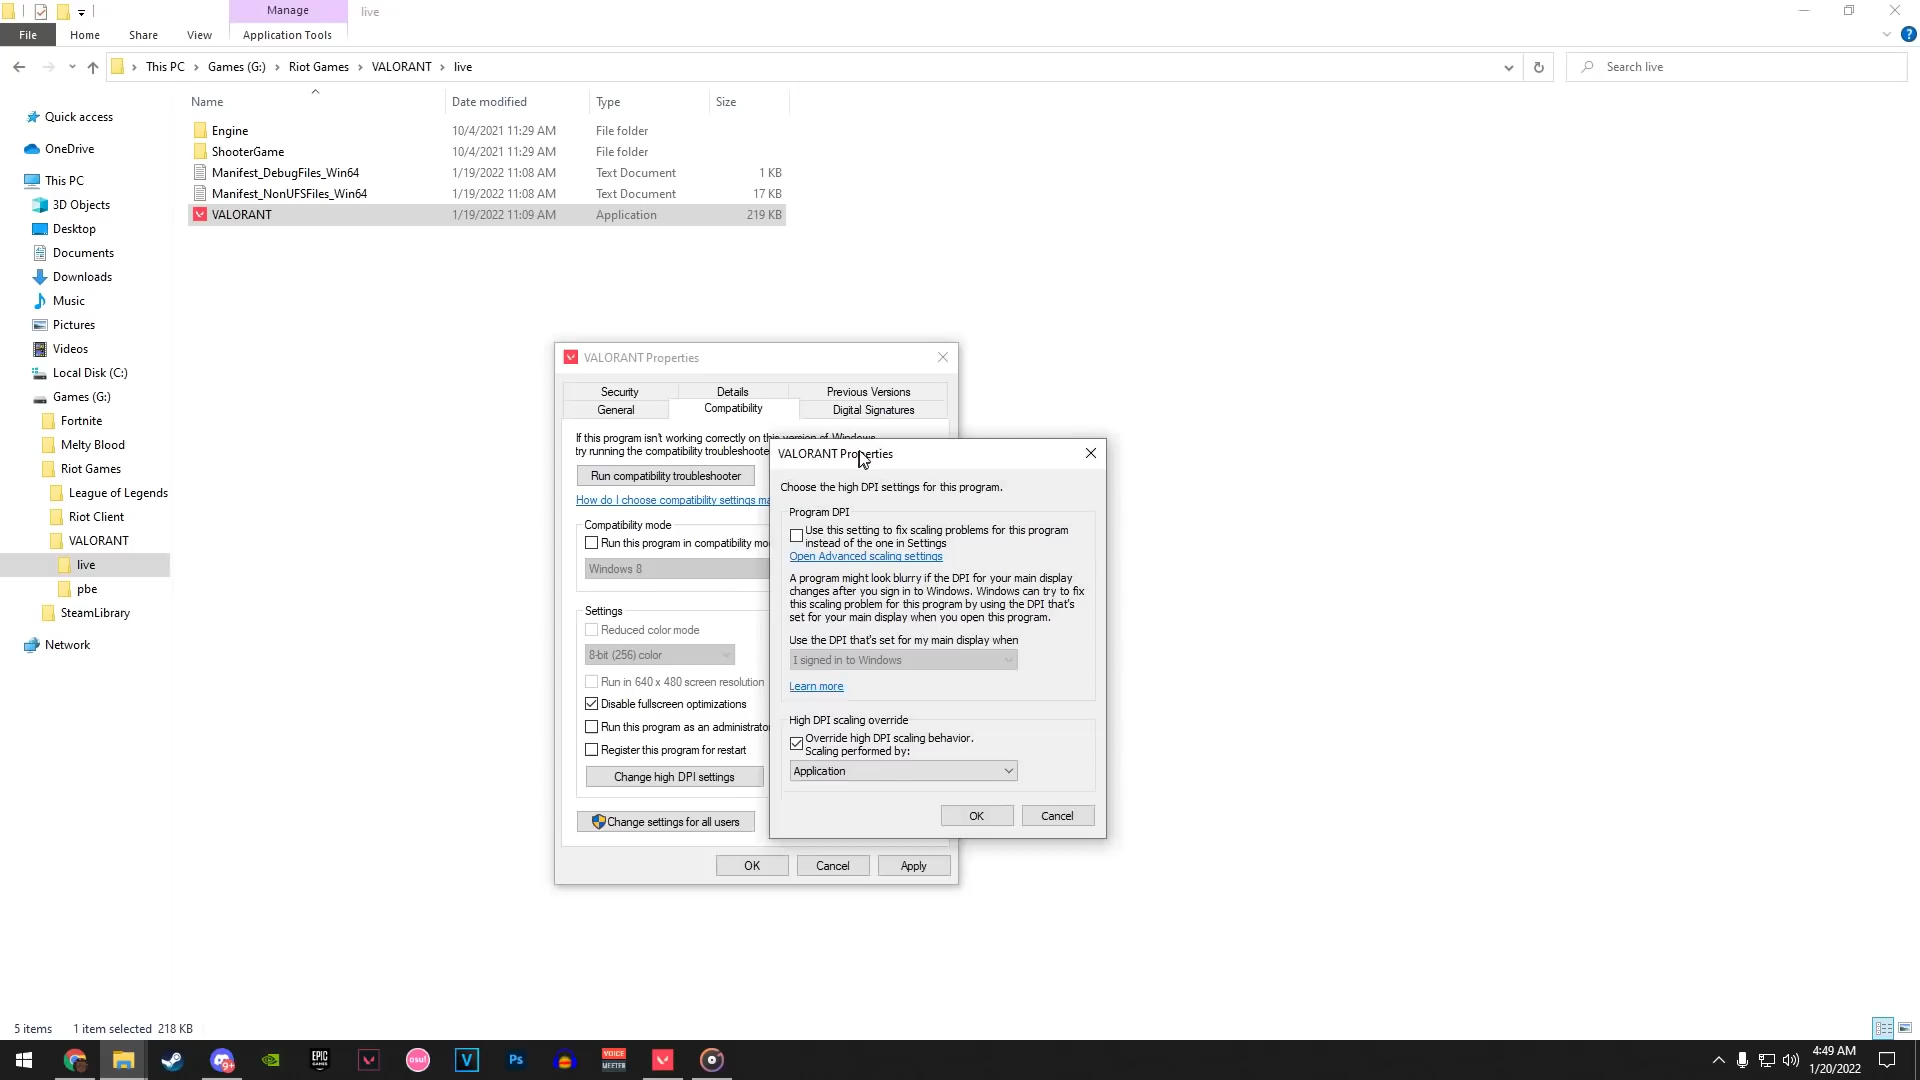 Manage
live
File
Home
Share
View
Application Tools
?
This PC
Games (G:)
Riot Games
VALORANT
live
Search live
Name
Date modified
Type
Size
Quick access
OneDrive
This PC
3D Objects
Desktop
Documents
Downloads
Music
Pictures
Videos
Local Disk (C:)
Games (G:)
Fortnite
Melty Blood
Riot Games
League of Legends
Riot Client
VALORANT
live
pbe
SteamLibrary
Network
Engine 10/4/2021 11:29 AM File folder
ShooterGame 10/4/2021 11:29 AM File folder
Manifest_DebugFiles_Win64 1/19/2022 11:08 AM Text Document 1 KB
Manifest_NonUFSFiles_Win64 1/19/2022 11:08 AM Text Document 17 KB
VALORANT 1/19/2022 11:09 AM Application 219 KB
VALORANT Properties
Security
Details
Previous Versions
General
Compatibility
Digital Signatures
If this program isn't working correctly on this version of Windows,
try running the compatibility troubleshoote
Run compatibility troubleshooter
How do I choose compatibility settings ma
Compatibility mode
Run this program in compatibility mo
Windows 8
Settings
Reduced color mode
8-bit (256) color
Run in 640 x 480 screen resolution
Disable fullscreen optimizations
Run this program as an administrato
Register this program for restart
Change high DPI settings
Change settings for all users
OK
Cancel
Apply
VALORANT Properties
Choose the high DPI settings for this program.
Program DPI
Use this setting to fix scaling problems for this program
instead of the one in Settings
Open Advanced scaling settings
A program might look blurry if the DPI for your main display
changes after you sign in to Windows. Windows can try to fix
this scaling problem for this program by using the DPI that's
set for your main display when you open this program.
Use the DPI that's set for my main display when
I signed in to Windows
Learn more
High DPI scaling override
Override high DPI scaling behavior.
Scaling performed by:
Application
OK
Cancel
5 items
1 item selected 218 KB
9+
EPIC
GAMES
osu!
V
Ps
VOICE
MEETER
4:49 AM
1/20/2022